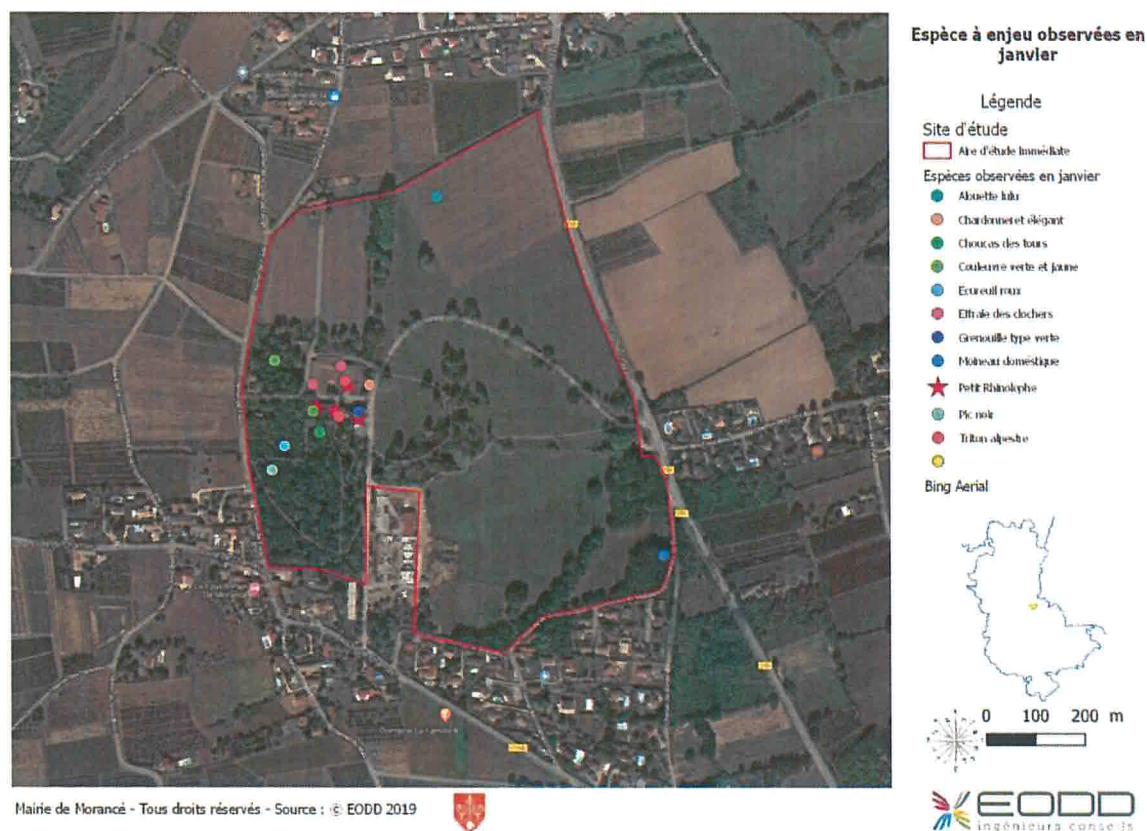 Espèce à enjeu observées en
janvier
Légende
Site d'étude
Aire d'étude immédiate
Espèces observées en janvier
Alouette lulu
Chardonneret élégant
Choucas des tours
Couleuvre verte et jaune
Ecureuil roux
Effraie des clochers
Grenouille type verte
Moineau doméstique
Petit Rhinolophe
Pic noir
Triton alpestre
Bing Aerial
0 100 200 m
Mairie de Morancé - Tous droits réservés - Source : © EODD 2019
EODD
ingénieurs conseils